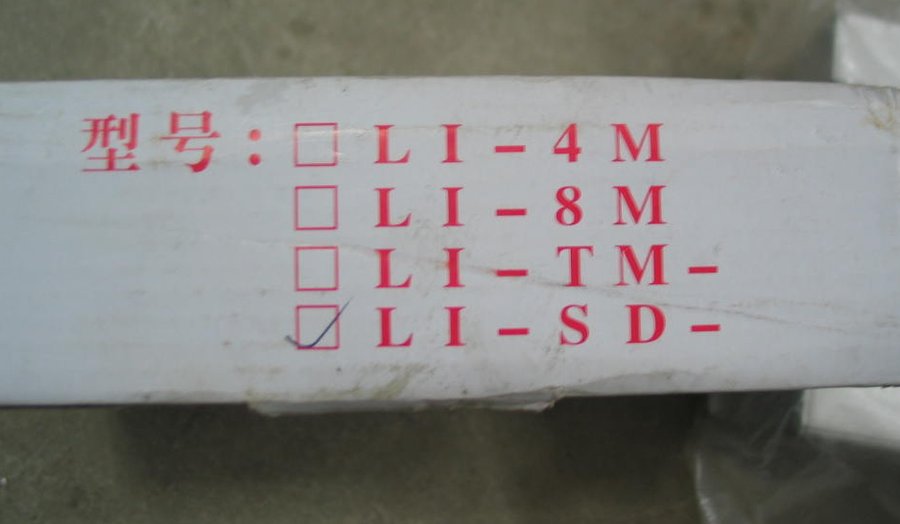 型号：□LI-4M
□LI-8M
□LI-TM-
☑LI-SD-